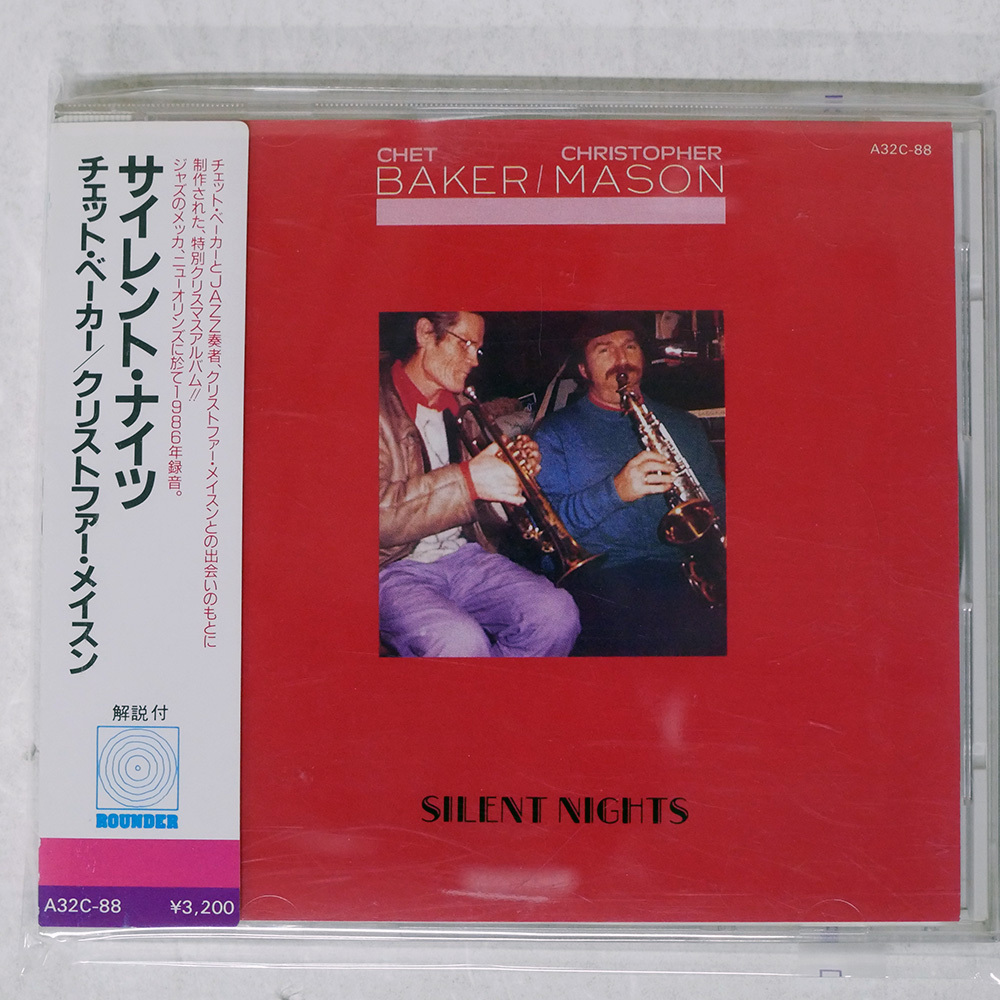 サイレント・ナイツ
チェット・ベーカー/クリストファー・メイスン
チェット・ベーカーとJAZZ奏者、クリストファー・メイスンとの出会いのもとに
制作された、特別クリスマスアルバム!!
ジャズのメッカ、ニューオリンズに於て1986年録音。
解説付
ROUNDER
A32C-88 ¥3,200
CHET CHRISTOPHER
BAKER/MASON
A32C-88
SILENT NIGHTS